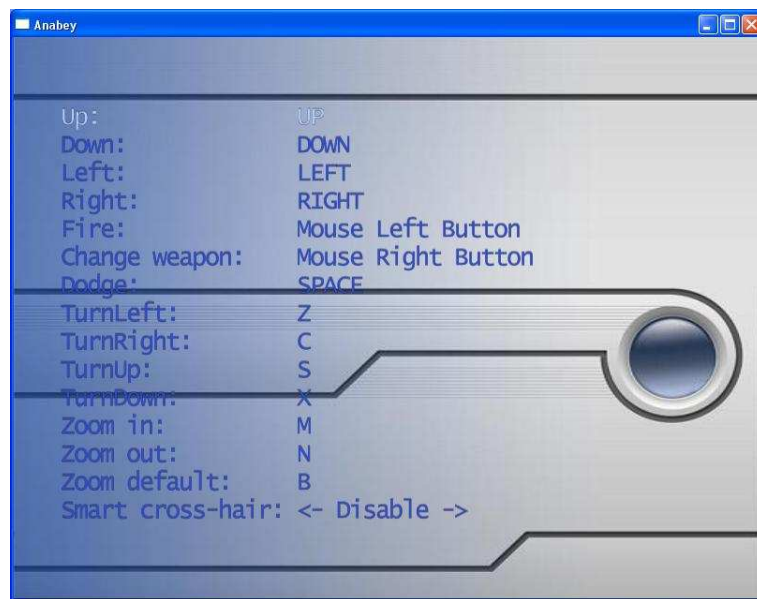 Anabey
Up: UP
Down: DOWN
Left: LEFT
Right: RIGHT
Fire: Mouse Left Button
Change weapon: Mouse Right Button
Dodge: SPACE
TurnLeft: Z
TurnRight: C
TurnUp: S
TurnDown: X
Zoom in: M
Zoom out: N
Zoom default: B
Smart cross-hair: <- Disable ->